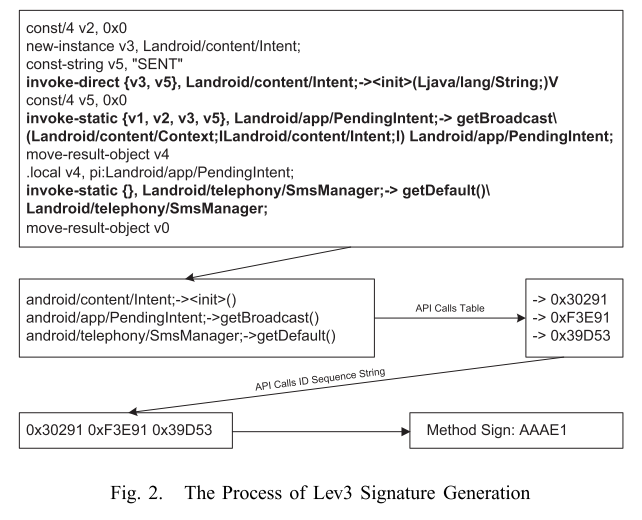 const/4 v2, 0x0
new-instance v3, Landroid/content/Intent;
const-string v5, "SENT"
invoke-direct {v3, v5}, Landroid/content/Intent;-><init>(Ljava/lang/String;)V
const/4 v5, 0x0
invoke-static {v1, v2, v3, v5}, Landroid/app/PendingIntent;-> getBroadcast\
(Landroid/content/Context;ILandroid/content/Intent;I) Landroid/app/PendingIntent;
move-result-object v4
.local v4, pi:Landroid/app/PendingIntent;
invoke-static {}, Landroid/telephony/SmsManager;-> getDefault()\
Landroid/telephony/SmsManager;
move-result-object v0
android/content/Intent;-><init>()
android/app/PendingIntent;->getBroadcast()
android/telephony/SmsManager;->getDefault()
API Calls Table
-> 0x30291
-> 0xF3E91
-> 0x39D53
API Calls ID Sequence String
0x30291 0xF3E91 0x39D53
Method Sign: AAAE1
Fig. 2. The Process of Lev3 Signature Generation